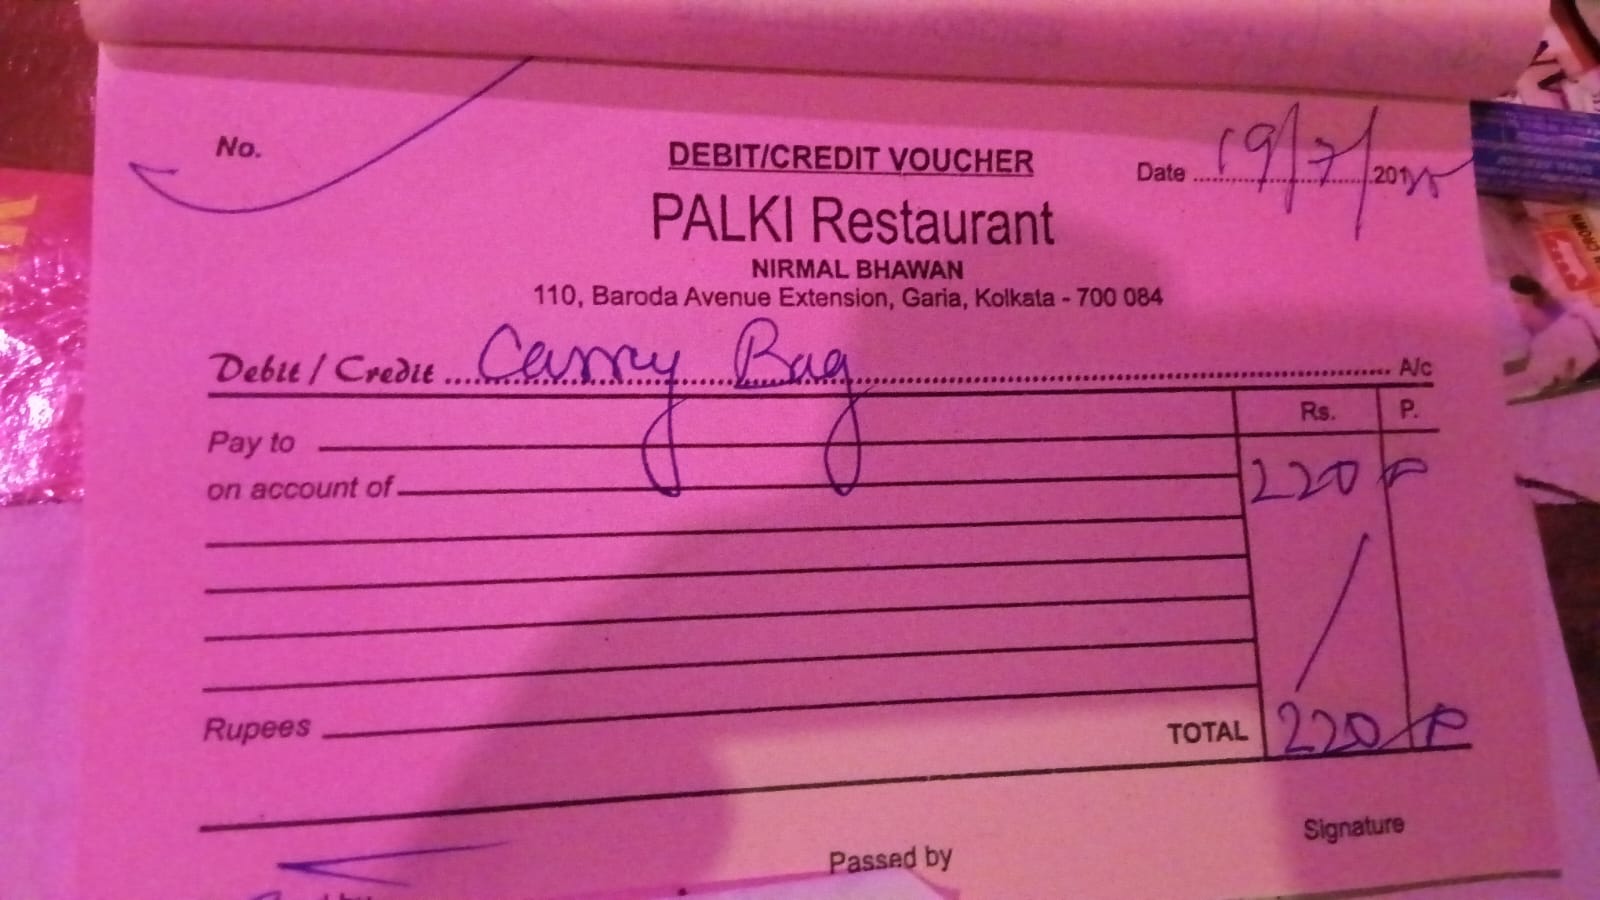 No.
DEBIT/CREDIT VOUCHER
Date 19/7/201
PALKI Restaurant
NIRMAL BHAWAN
110, Baroda Avenue Extension, Garia, Kolkata - 700 084
Debit / Credit Carry Bag A/c
Rs. P.
Pay to
on account of
220
Rupees TOTAL 220
Signature
Passed by